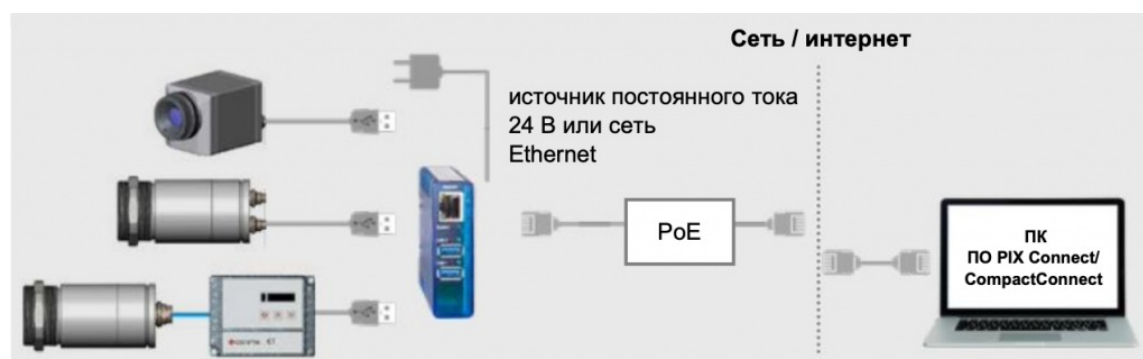 Сеть / интернет
источник постоянного тока
24 В или сеть
Ethernet
PoE
ПК
ПО PIX Connect/
CompactConnect